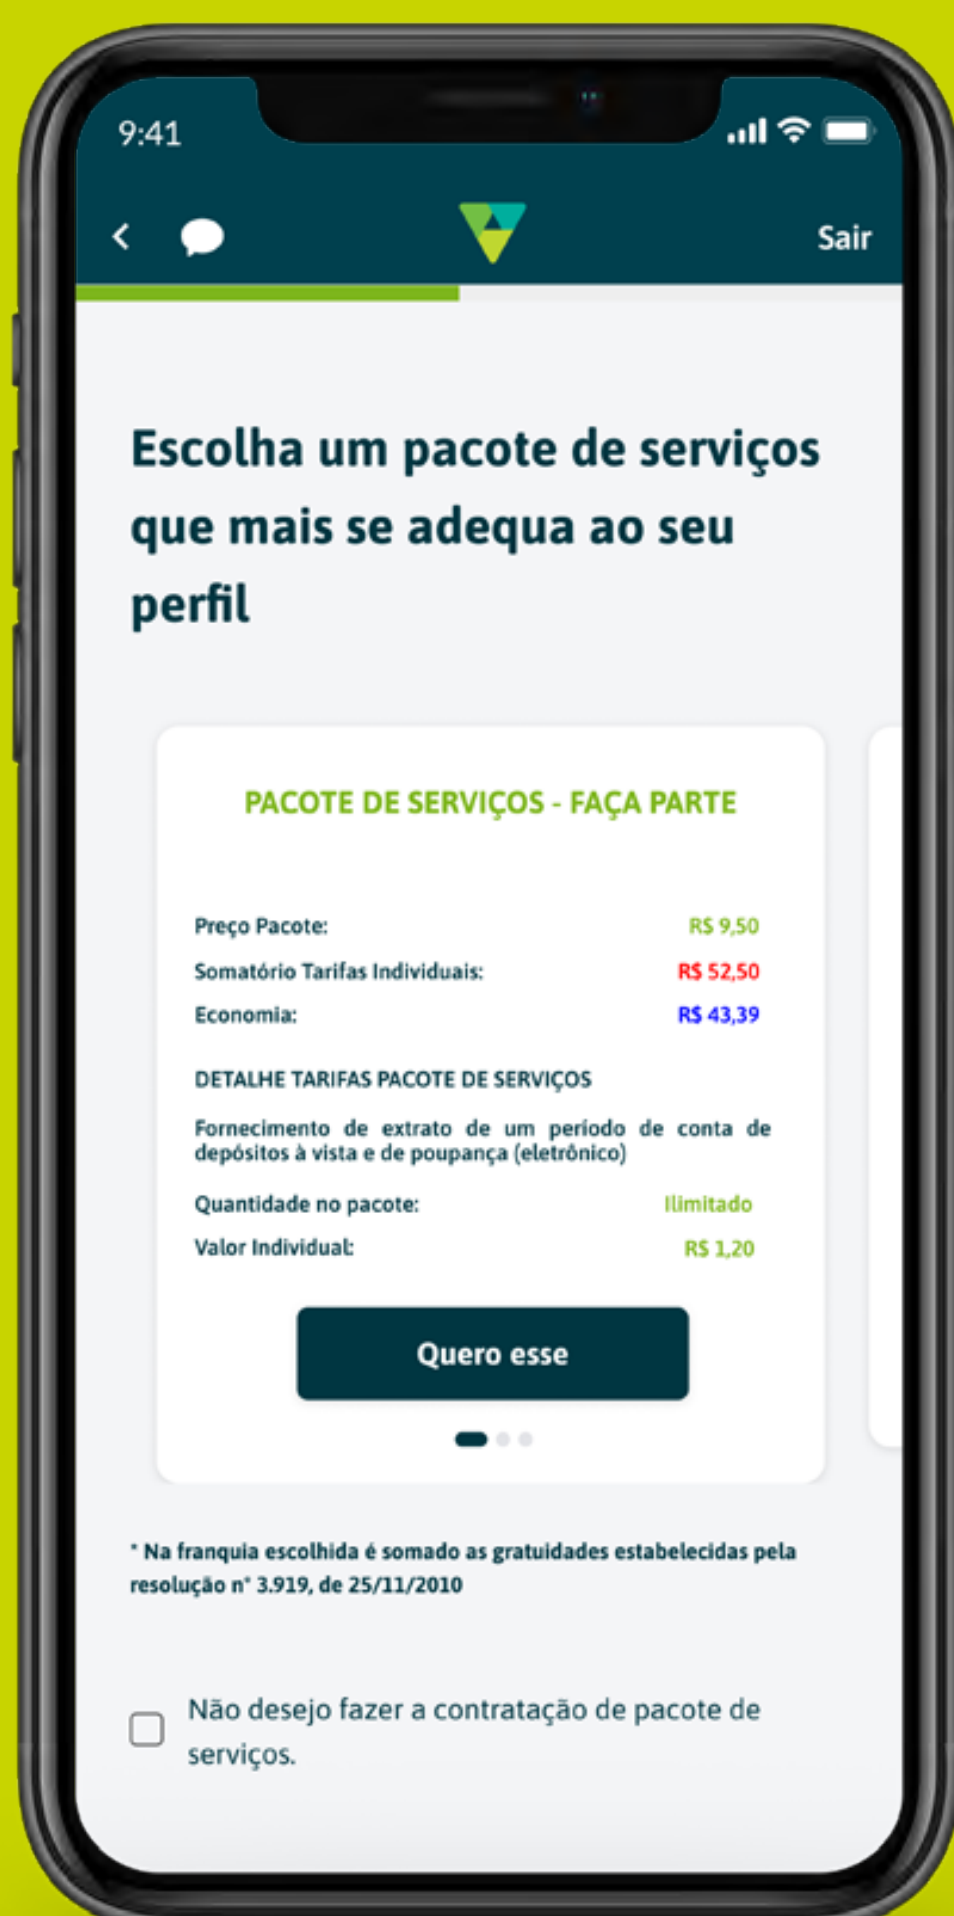 9:41
Sair
Escolha um pacote de serviços
que mais se adequa ao seu
perfil
PACOTE DE SERVIÇOS - FAÇA PARTE
Preço Pacote: R$ 9,50
Somatório Tarifas Individuais: R$ 52,50
Economia: R$ 43,39
DETALHE TARIFAS PACOTE DE SERVIÇOS
Fornecimento de extrato de um período de conta de
depósitos à vista e de poupança (eletrônico)
Quantidade no pacote: Ilimitado
Valor Individual: R$ 1,20
Quero esse
* Na franquia escolhida é somado as gratuidades estabelecidas pela
resolução n° 3.919, de 25/11/2010
Não desejo fazer a contratação de pacote de
serviços.